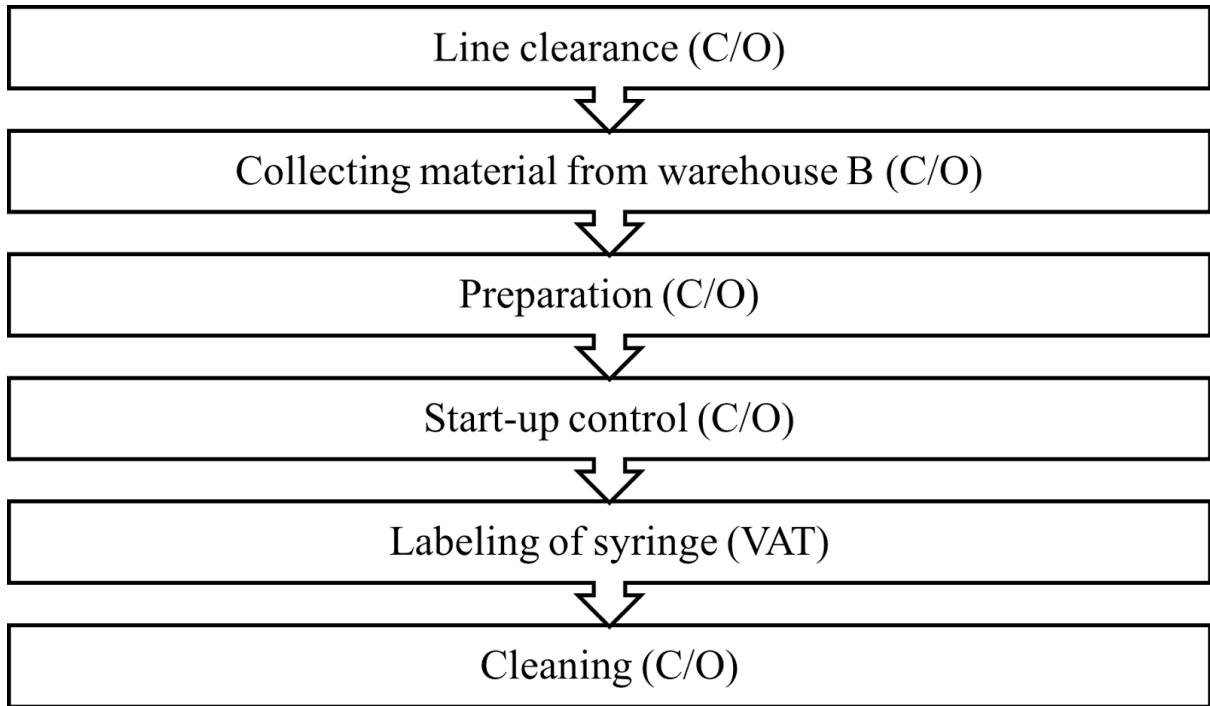 Line clearance (C/O)
Collecting material from warehouse B (C/O)
Preparation (C/O)
Start-up control (C/O)
Labeling of syringe (VAT)
Cleaning (C/O)